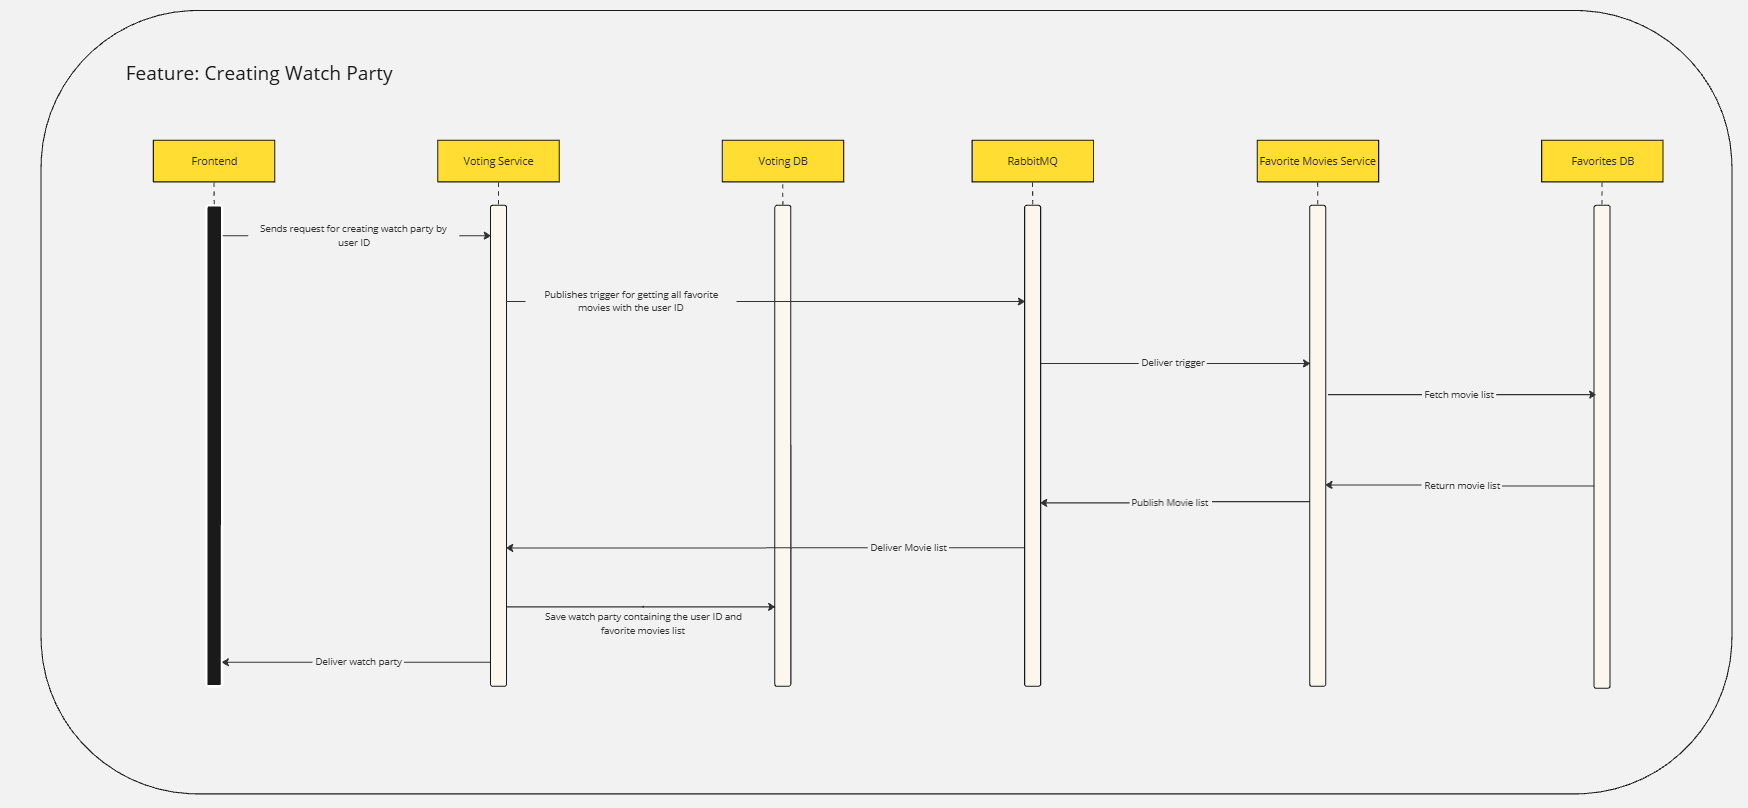 Feature: Creating Watch Party
Frontend
Voting Service
Voting DB
RabbitMQ
Favorite Movies Service
Favorites DB
Sends request for creating watch party by
user ID
Publishes trigger for getting all favorite
movies with the user ID
Deliver trigger
Fetch movie list
Return movie list
Publish Movie list
Deliver Movie list
Save watch party containing the user ID and
favorite movies list
Deliver watch party